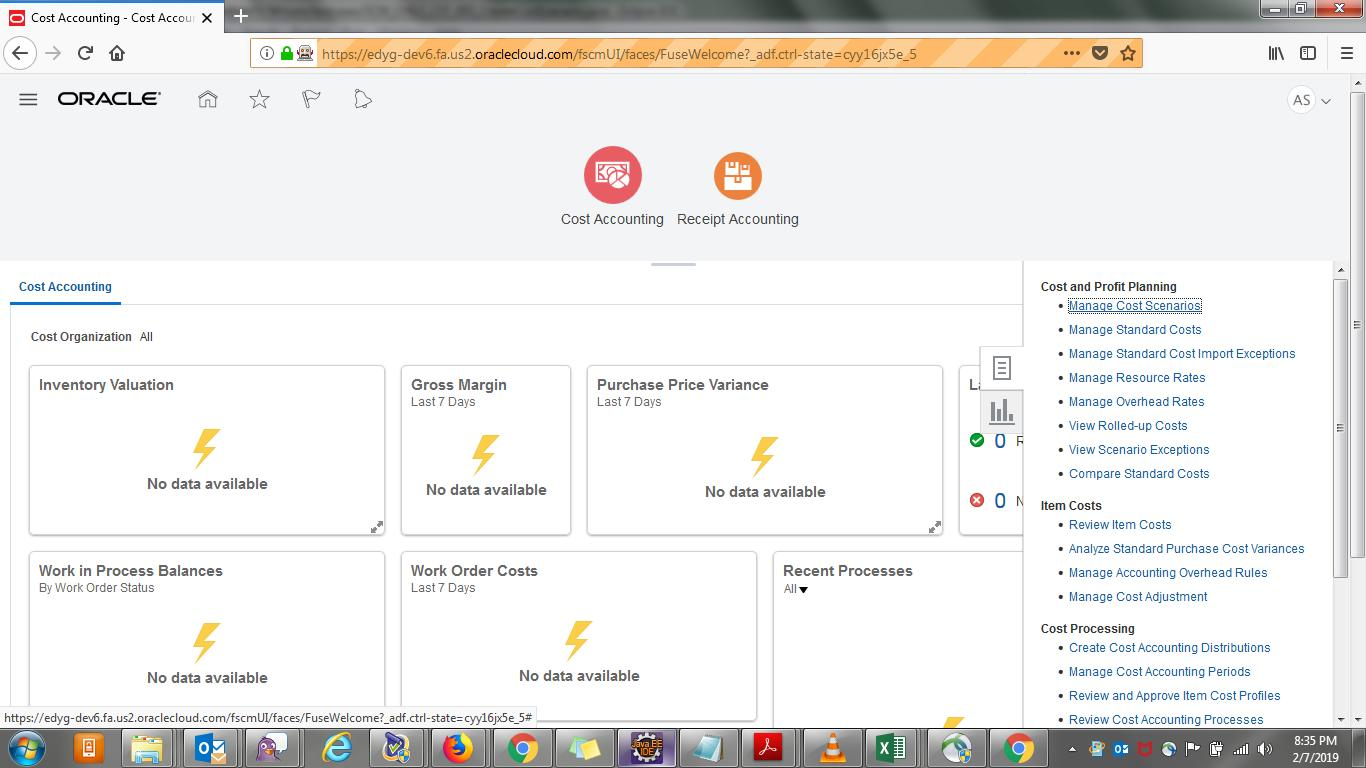 Cost Accounting - Cost Accour
https://edyg-dev6.fa.us2.oraclecloud.com/fscmUI/faces/FuseWelcome?_adf.ctrl-state=cyy16jx5e_5
ORACLE
AS
Cost Accounting
Receipt Accounting
Cost Accounting
Cost Organization All
Inventory Valuation
No data available
Gross Margin
Last 7 Days
No data available
Purchase Price Variance
Last 7 Days
No data available
La
0 R
0 N
Work in Process Balances
By Work Order Status
No data available
Work Order Costs
Last 7 Days
No data available
Recent Processes
All
Cost and Profit Planning
Manage Cost Scenarios
Manage Standard Costs
Manage Standard Cost Import Exceptions
Manage Resource Rates
Manage Overhead Rates
View Rolled-up Costs
View Scenario Exceptions
Compare Standard Costs
Item Costs
Review Item Costs
Analyze Standard Purchase Cost Variances
Manage Accounting Overhead Rules
Manage Cost Adjustment
Cost Processing
Create Cost Accounting Distributions
Manage Cost Accounting Periods
Review and Approve Item Cost Profiles
Review Cost Accounting Processes
https://edyg-dev6.fa.us2.oraclecloud.com/fscmUI/faces/FuseWelcome?_adf.ctrl-state=cyy16jx5e_5#
Java EE
IDE
8:35 PM
2/7/2019